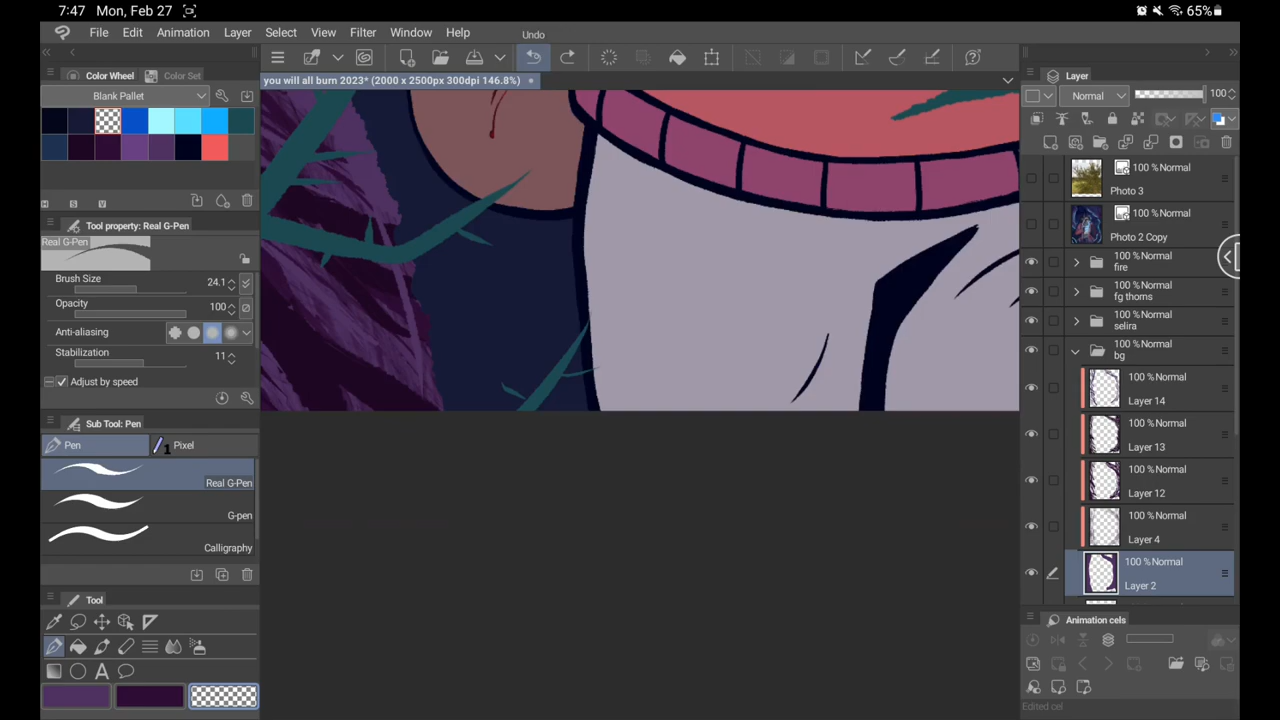 7:47 Mon, Feb 27
65%
File Edit Animation Layer Select View Filter Window Help
Undo
Color Wheel Color Set
you will all burn 2023* (2000 x 2500px 300dpi 146.8%)
Blank Pallet
H S V
Tool property: Real G-Pen
Real G-Pen
Brush Size 24.1
Opacity 100
Anti-aliasing
Stabilization 11
Adjust by speed
Sub Tool: Pen
Pen Pixel
Real G-Pen
G-pen
Calligraphy
Tool
Layer
Normal 100
100 %Normal
Photo 3
100 %Normal
Photo 2 Copy
100 %Normal
fire
100 %Normal
fg thorns
100 %Normal
selira
100 %Normal
bg
100 %Normal
Layer 14
100 %Normal
Layer 13
100 %Normal
Layer 12
100 %Normal
Layer 4
100 %Normal
Layer 2
Animation cels
Edited cel